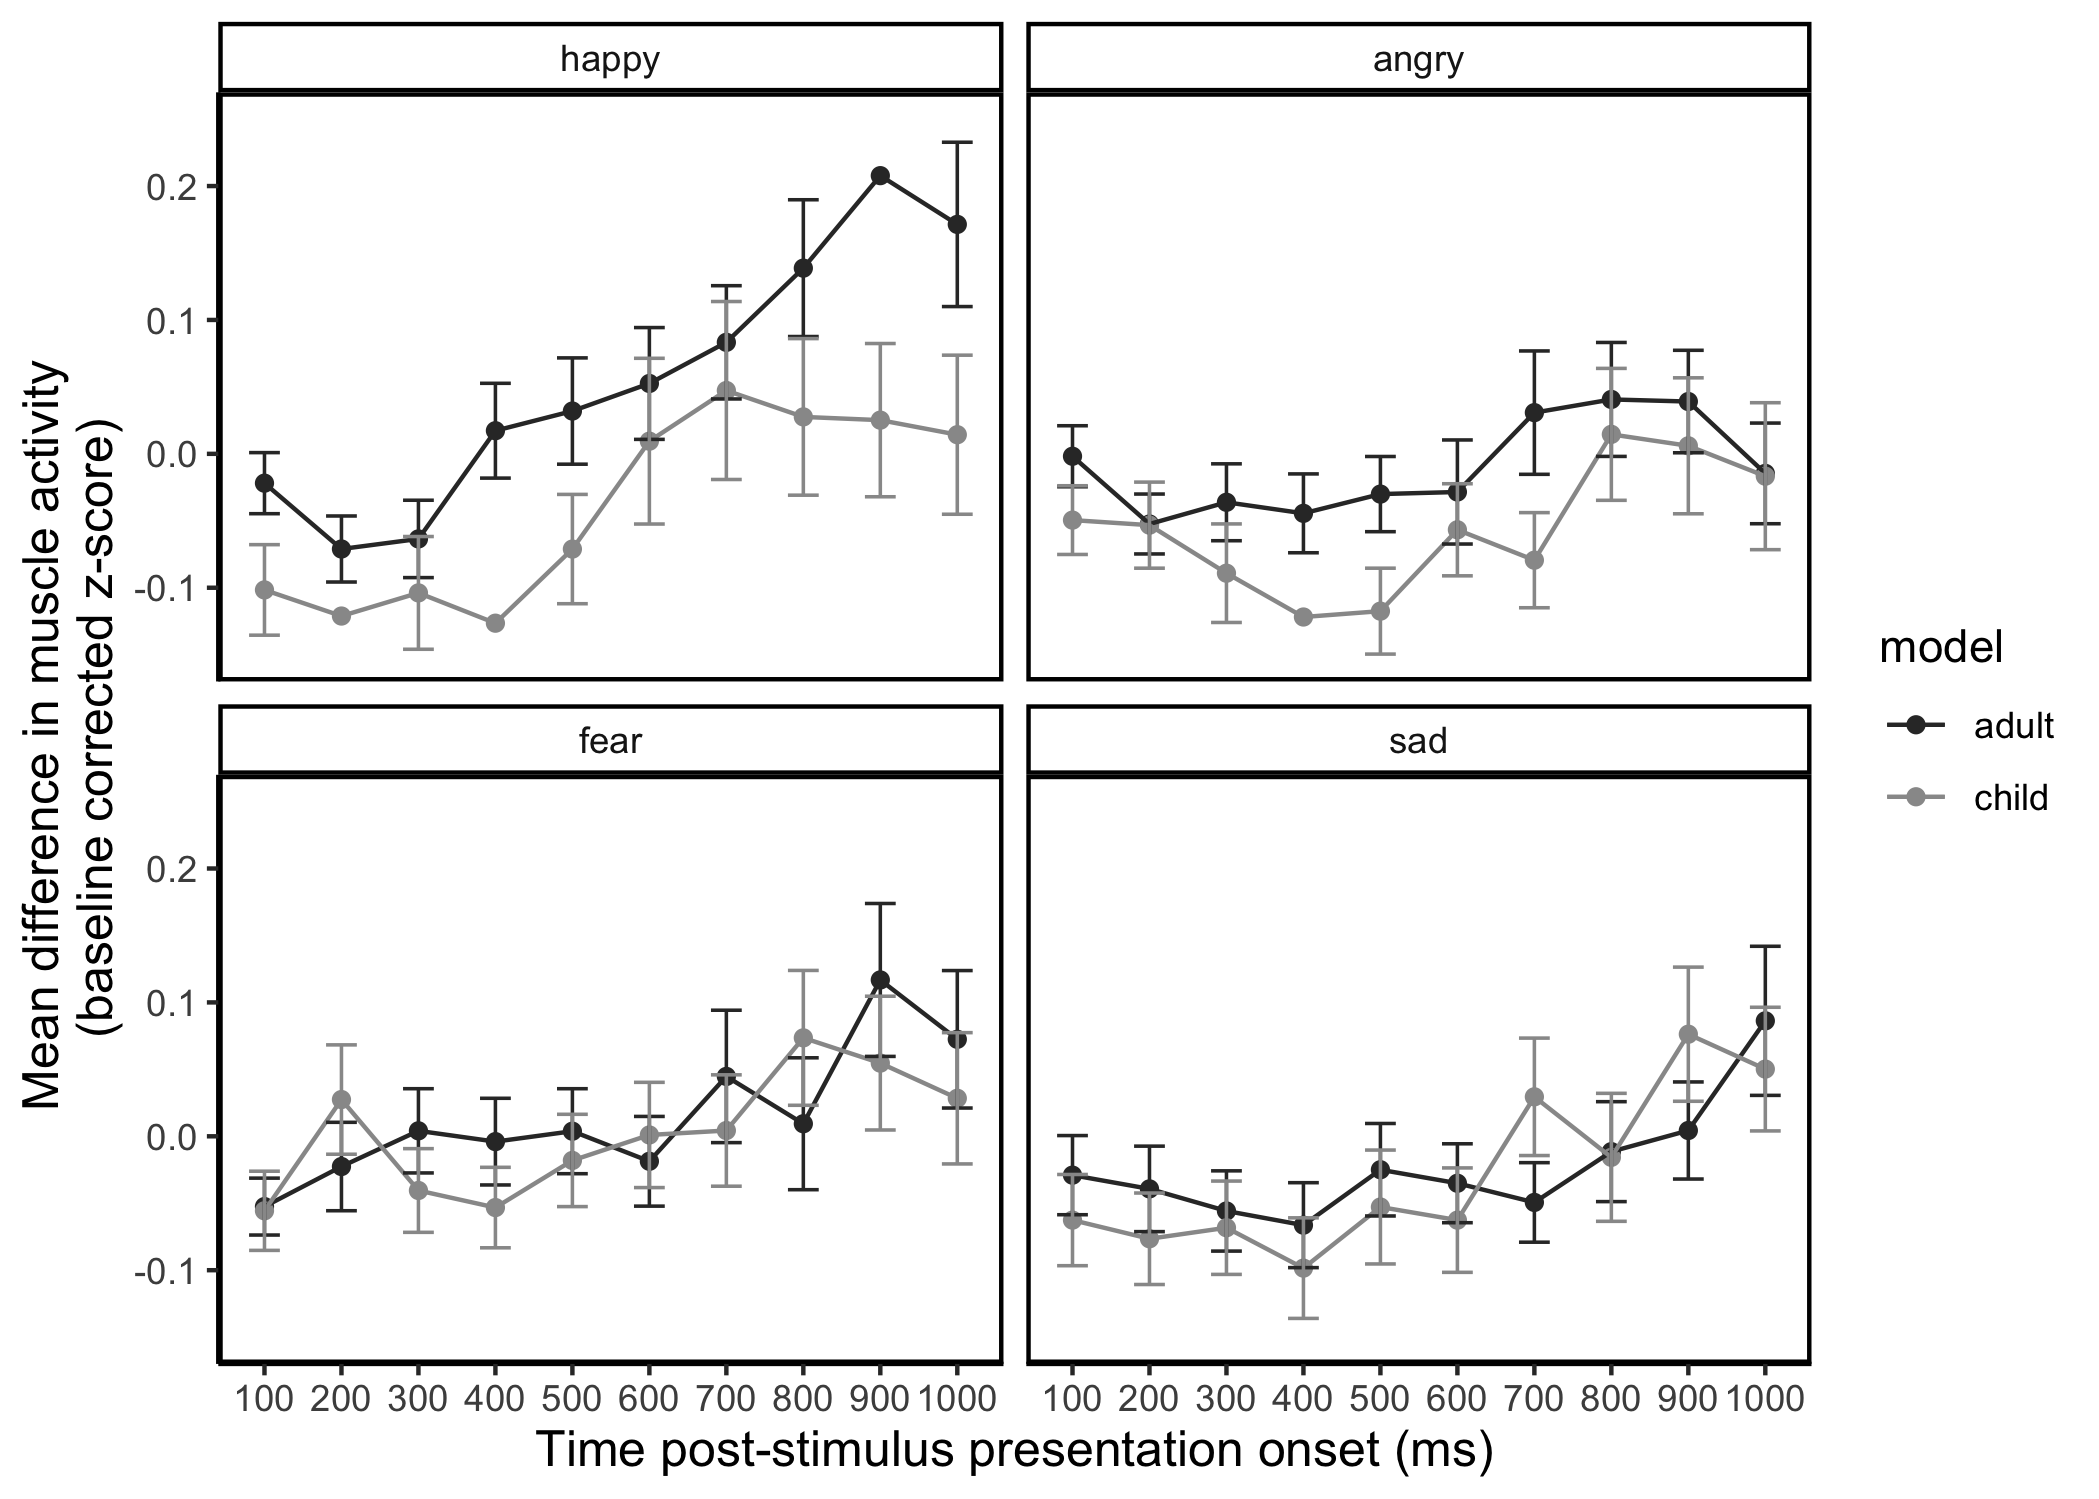 happy
angry
0.2
0.1
0.0
-0.1
fear
sad
0.2
0.1
0.0
-0.1
100 200 300 400 500 600 700 800 900 1000
100 200 300 400 500 600 700 800 900 1000
Time post-stimulus presentation onset (ms)
Mean difference in muscle activity
(baseline corrected z-score)
model
adult
child